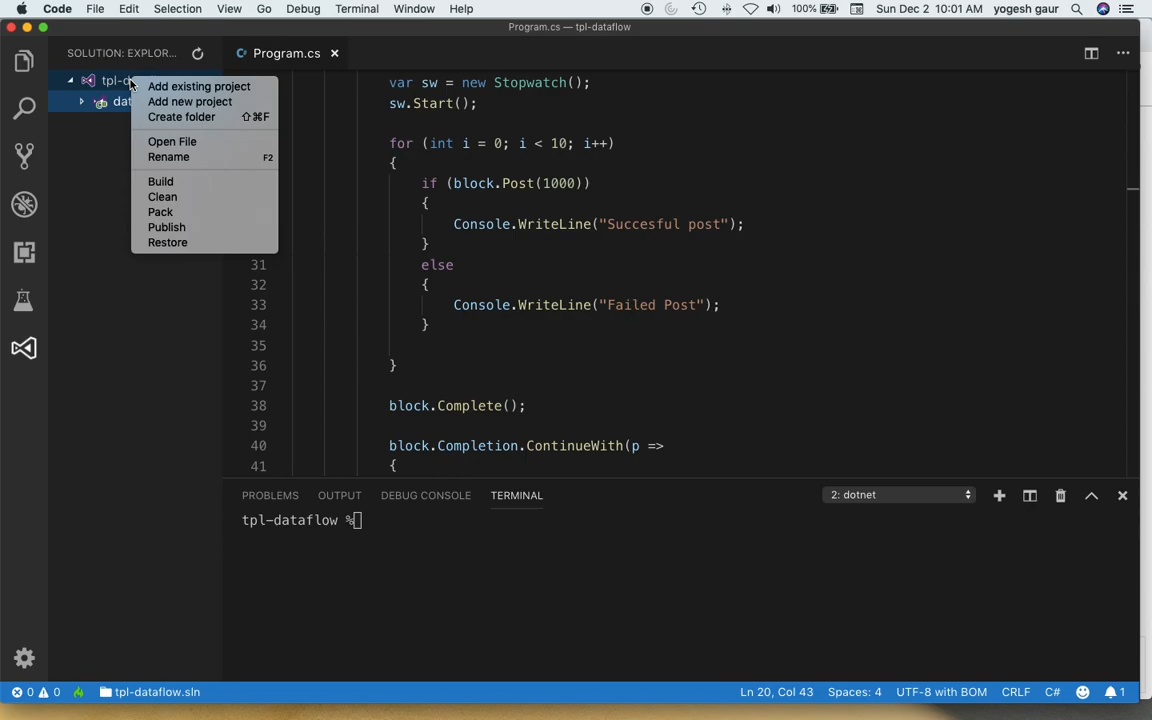 Code File Edit Selection View Go Debug Terminal Window Help 100% Sun Dec 2 10:01 AM yogesh gaur
Program.cs — tpl-dataflow
SOLUTION: EXPLOR...
Program.cs
tpl-d
dat
Add existing project
Add new project
Create folder ⇧⌘F
Open File
Rename F2
Build
Clean
Pack
Publish
Restore
var sw = new Stopwatch();
sw.Start();
for (int i = 0; i < 10; i++)
{
if (block.Post(1000))
{
Console.WriteLine("Succesful post");
}
31 else
32 {
33 Console.WriteLine("Failed Post");
34 }
35
36 }
37
38 block.Complete();
39
40 block.Completion.ContinueWith(p =>
41 {
PROBLEMS OUTPUT DEBUG CONSOLE TERMINAL 2: dotnet
tpl-dataflow %
0 0 tpl-dataflow.sln Ln 20, Col 43 Spaces: 4 UTF-8 with BOM CRLF C# 1